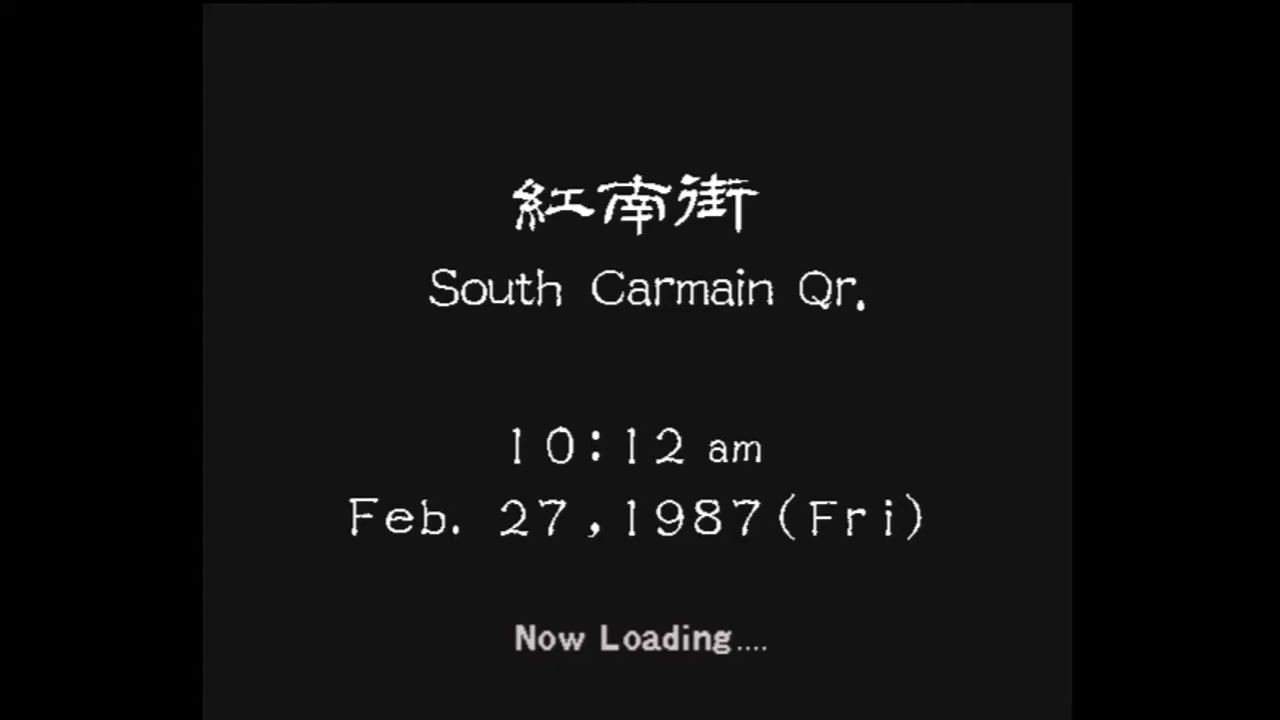 紅南街
South Carmain Qr.
10:12 am
Feb. 27,1987(Fri)
Now Loading....